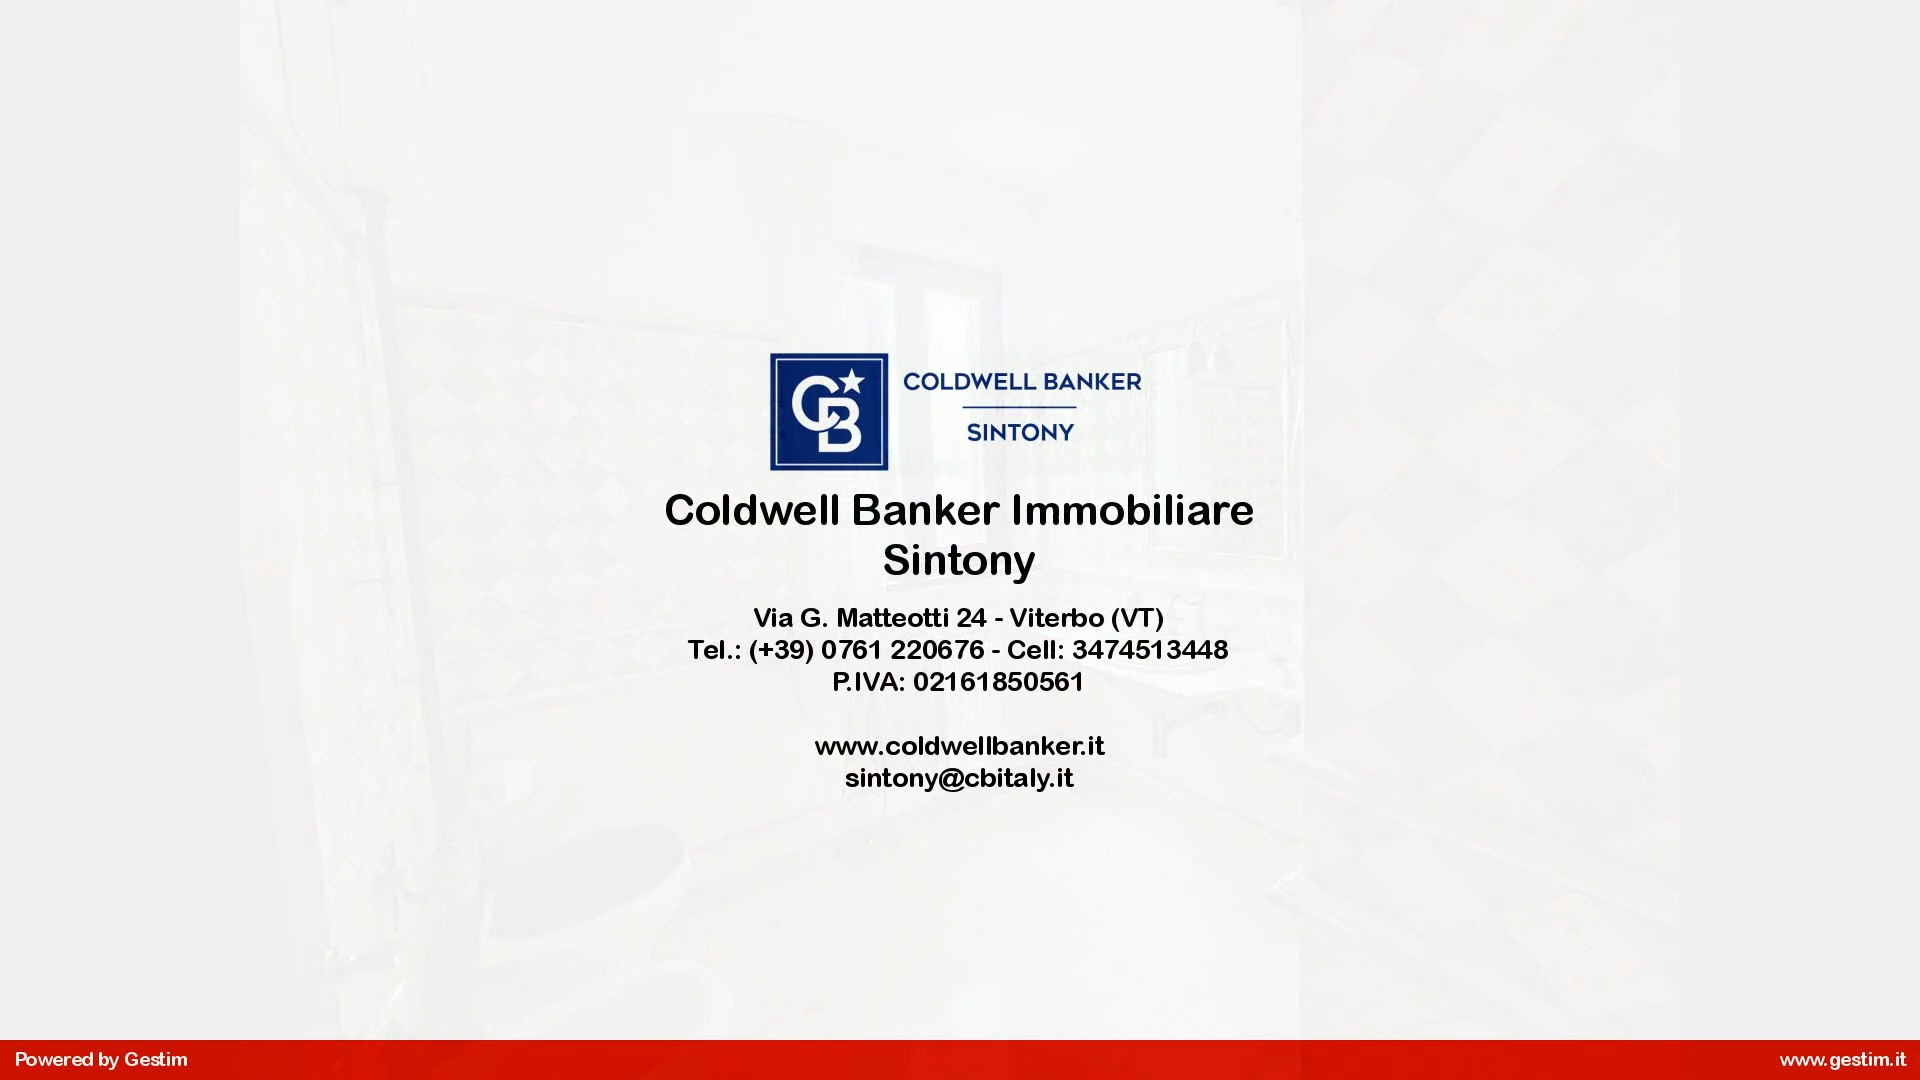 CB
COLDWELL BANKER
SINTONY
Coldwell Banker Immobiliare
Sintony
Via G. Matteotti 24 - Viterbo (VT)
Tel.: (+39) 0761 220676 - Cell: 3474513448
P.IVA: 02161850561
www.coldwellbanker.it
sintony@cbitaly.it
Powered by Gestim
www.gestim.it